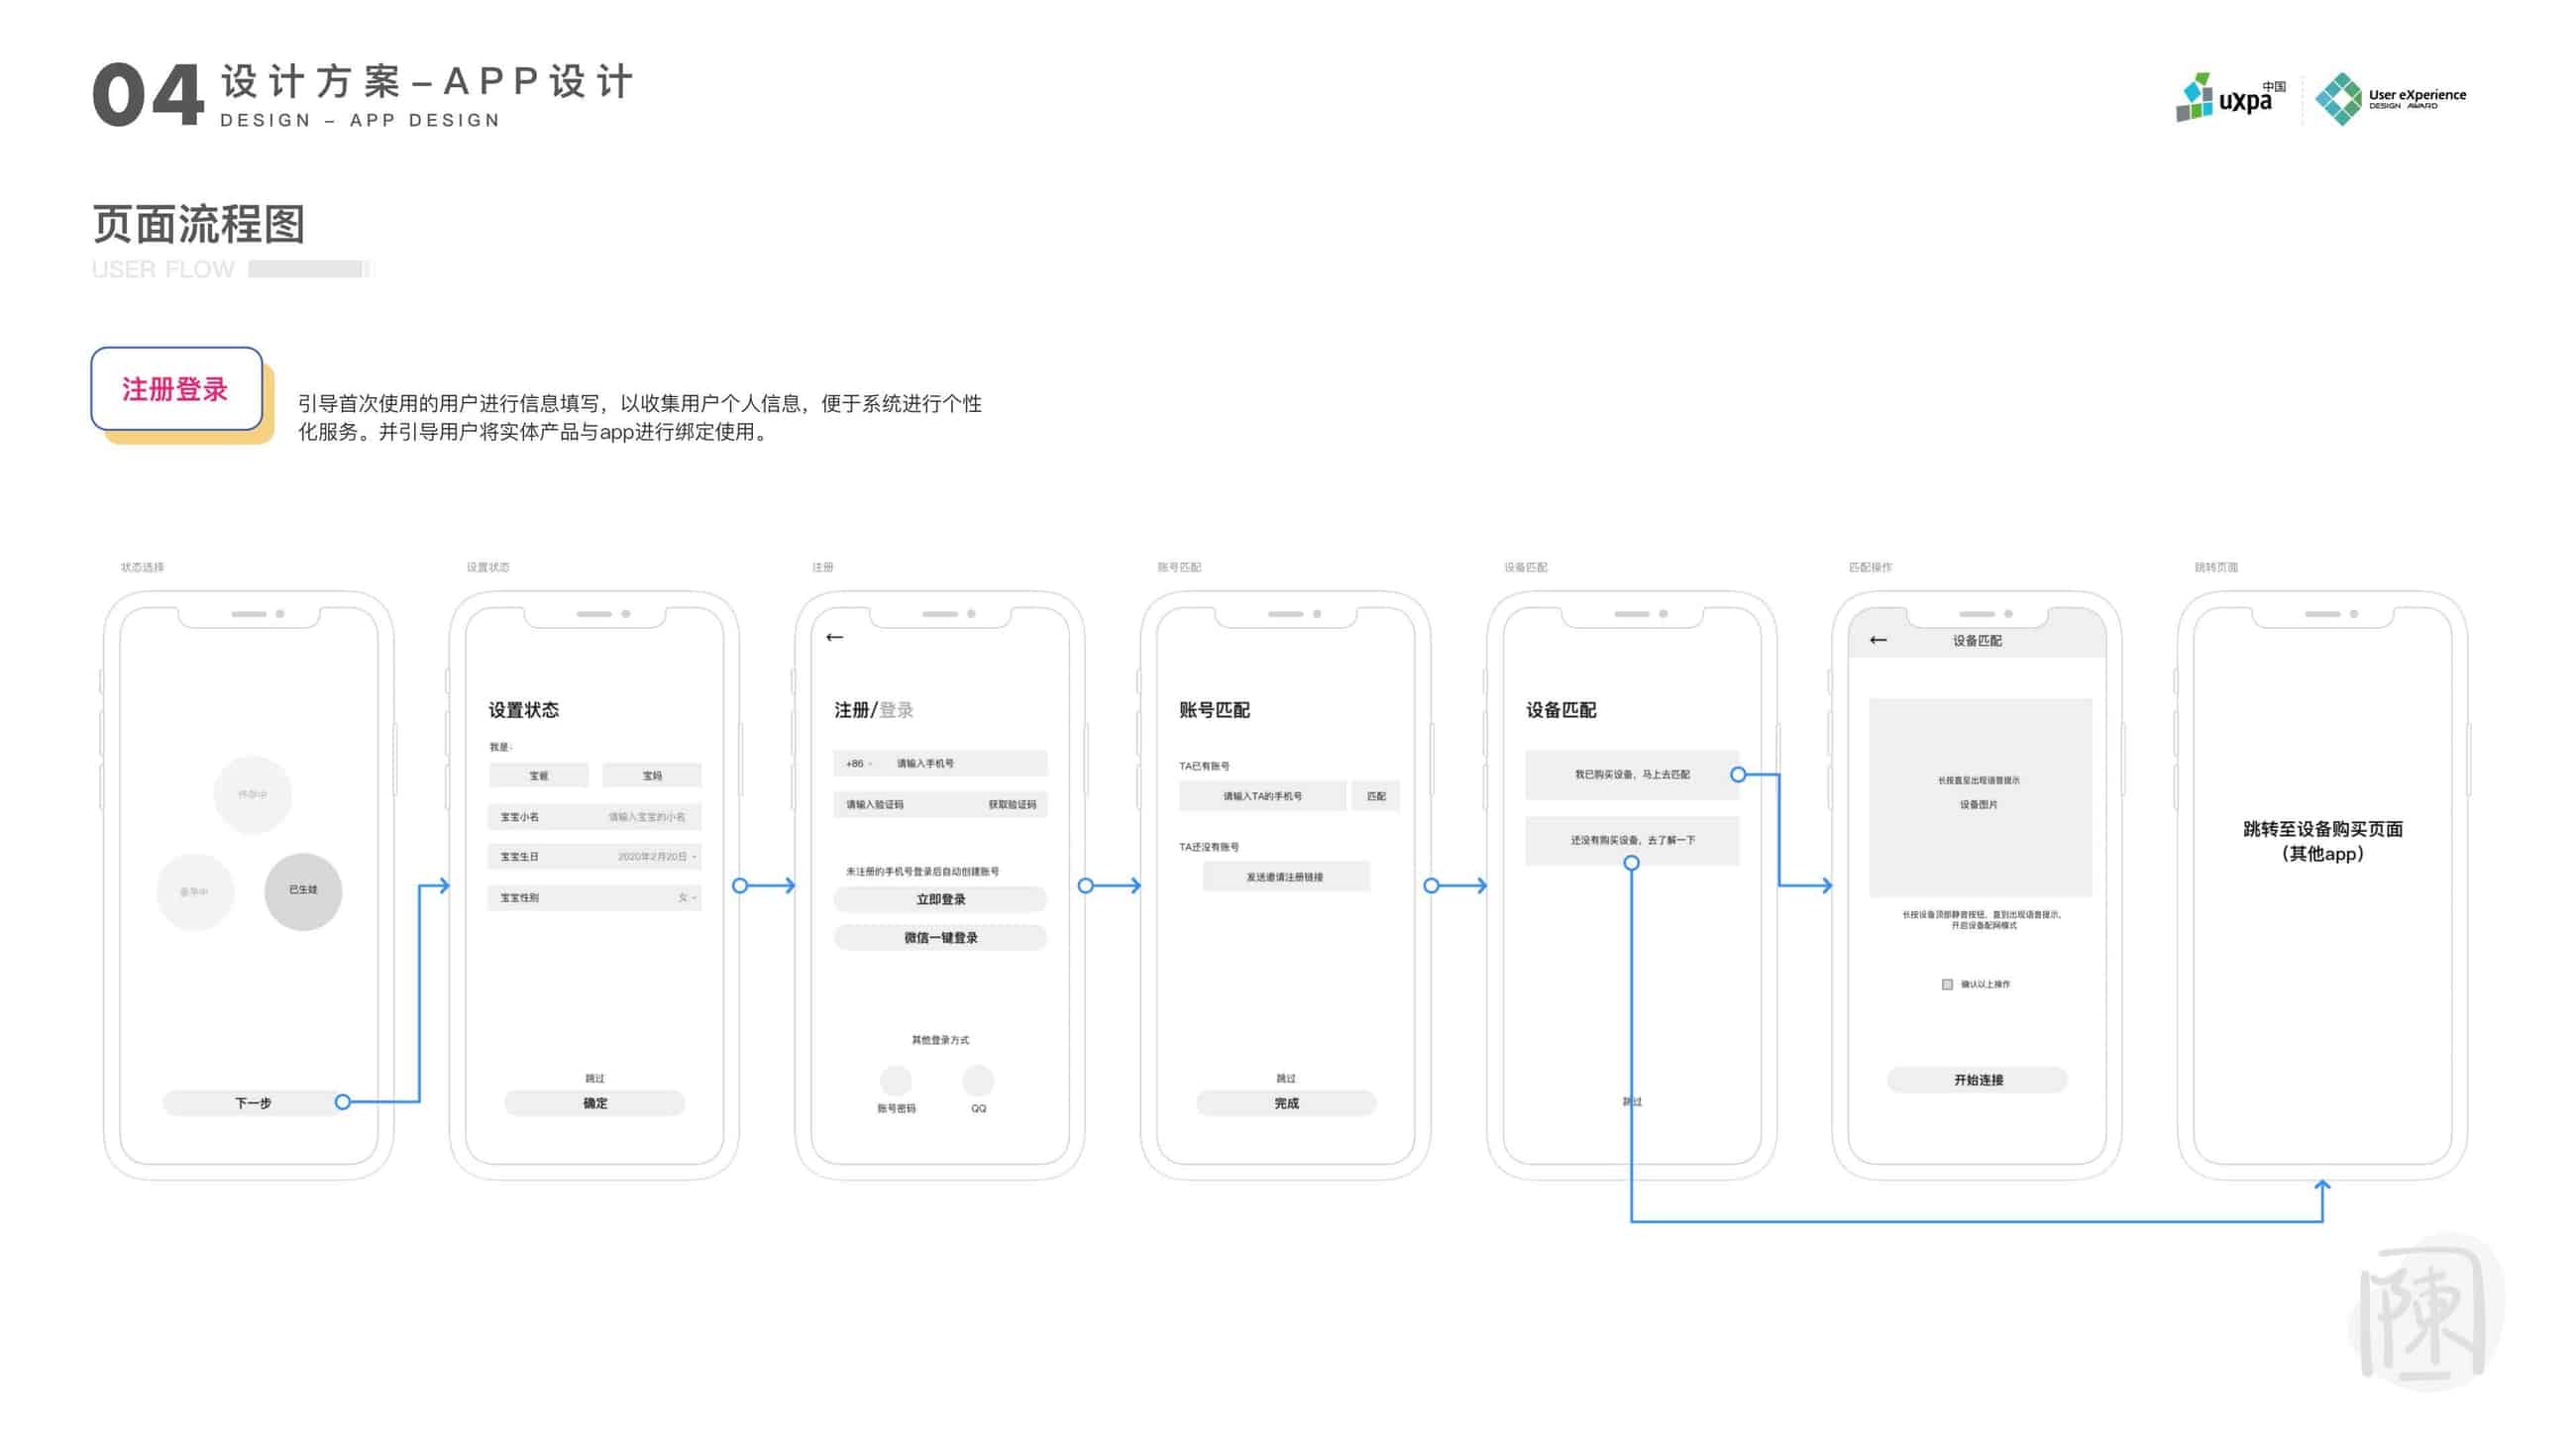 04 设计方案–APP设计
DESIGN – APP DESIGN
uxpa中国
User eXperience
DESIGN AWARD
页面流程图
USER FLOW
注册登录
引导首次使用的用户进行信息填写，以收集用户个人信息，便于系统进行个性
化服务。并引导用户将实体产品与app进行绑定使用。
状态选择
怀孕中
备孕中
已生娃
下一步
设置状态
设置状态
我是·
宝爸
宝妈
宝宝小名
请输入宝宝的小名
宝宝生日
2020年2月20日
宝宝性别
女
跳过
确定
注册
←
注册/登录
+86
请输入手机号
请输入验证码
获取验证码
未注册的手机号登录后自动创建账号
立即登录
微信一键登录
其他登录方式
账号密码
QQ
账号匹配
账号匹配
TA已有账号
请输入TA的手机号
匹配
TA还没有账号
发送邀请注册链接
跳过
完成
设备匹配
设备匹配
我已购买设备，马上去匹配
还没有购买设备，去了解一下
跳过
匹配操作
←
设备匹配
长按直至出现语音提示
设备图片
长按设备顶部静音按钮，直到出现语音提示，
开启设备配网模式
确认以上操作
开始连接
跳转页面
跳转至设备购买页面
（其他app）
陳